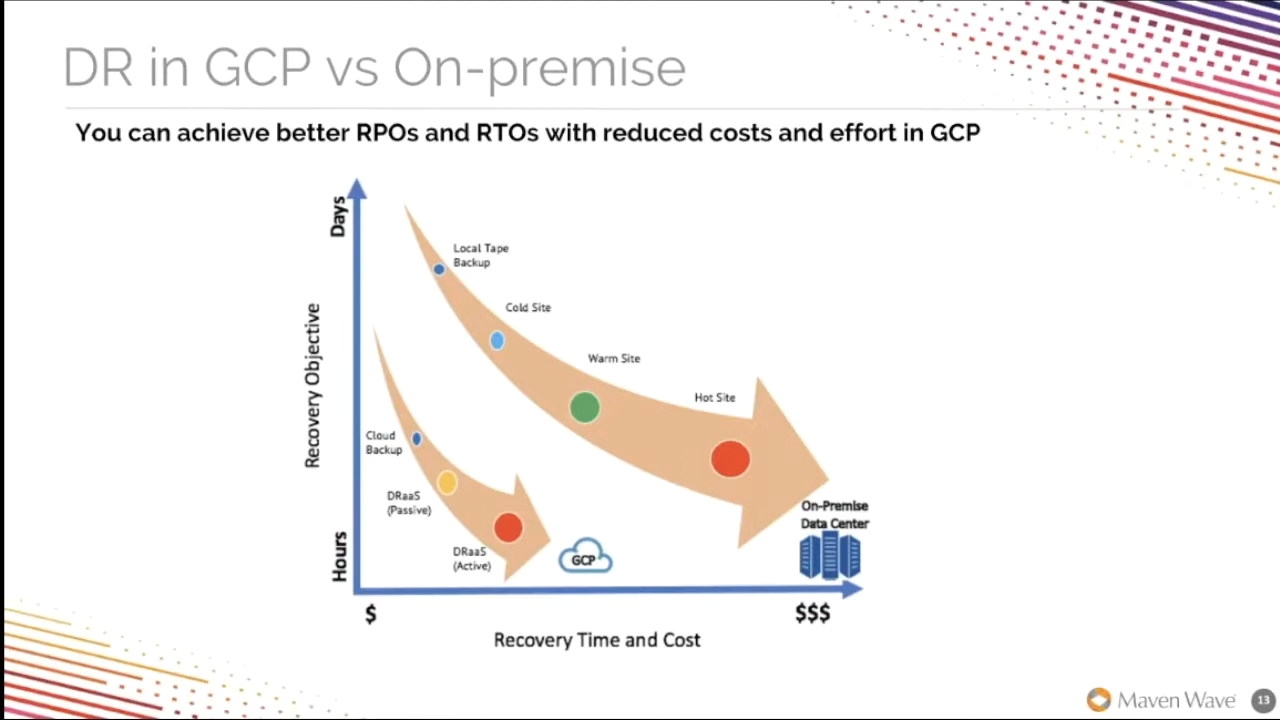 DR in GCP vs On-premise
You can achieve better RPOs and RTOs with reduced costs and effort in GCP
Days
Recovery Objective
Hours
Local Tape
Backup
Cold Site
Warm Site
Hot Site
Cloud
Backup
DRaaS
(Passive)
DRaaS
(Active)
GCP
On-Premise
Data Center
$
$$$
Recovery Time and Cost
Maven Wave
13